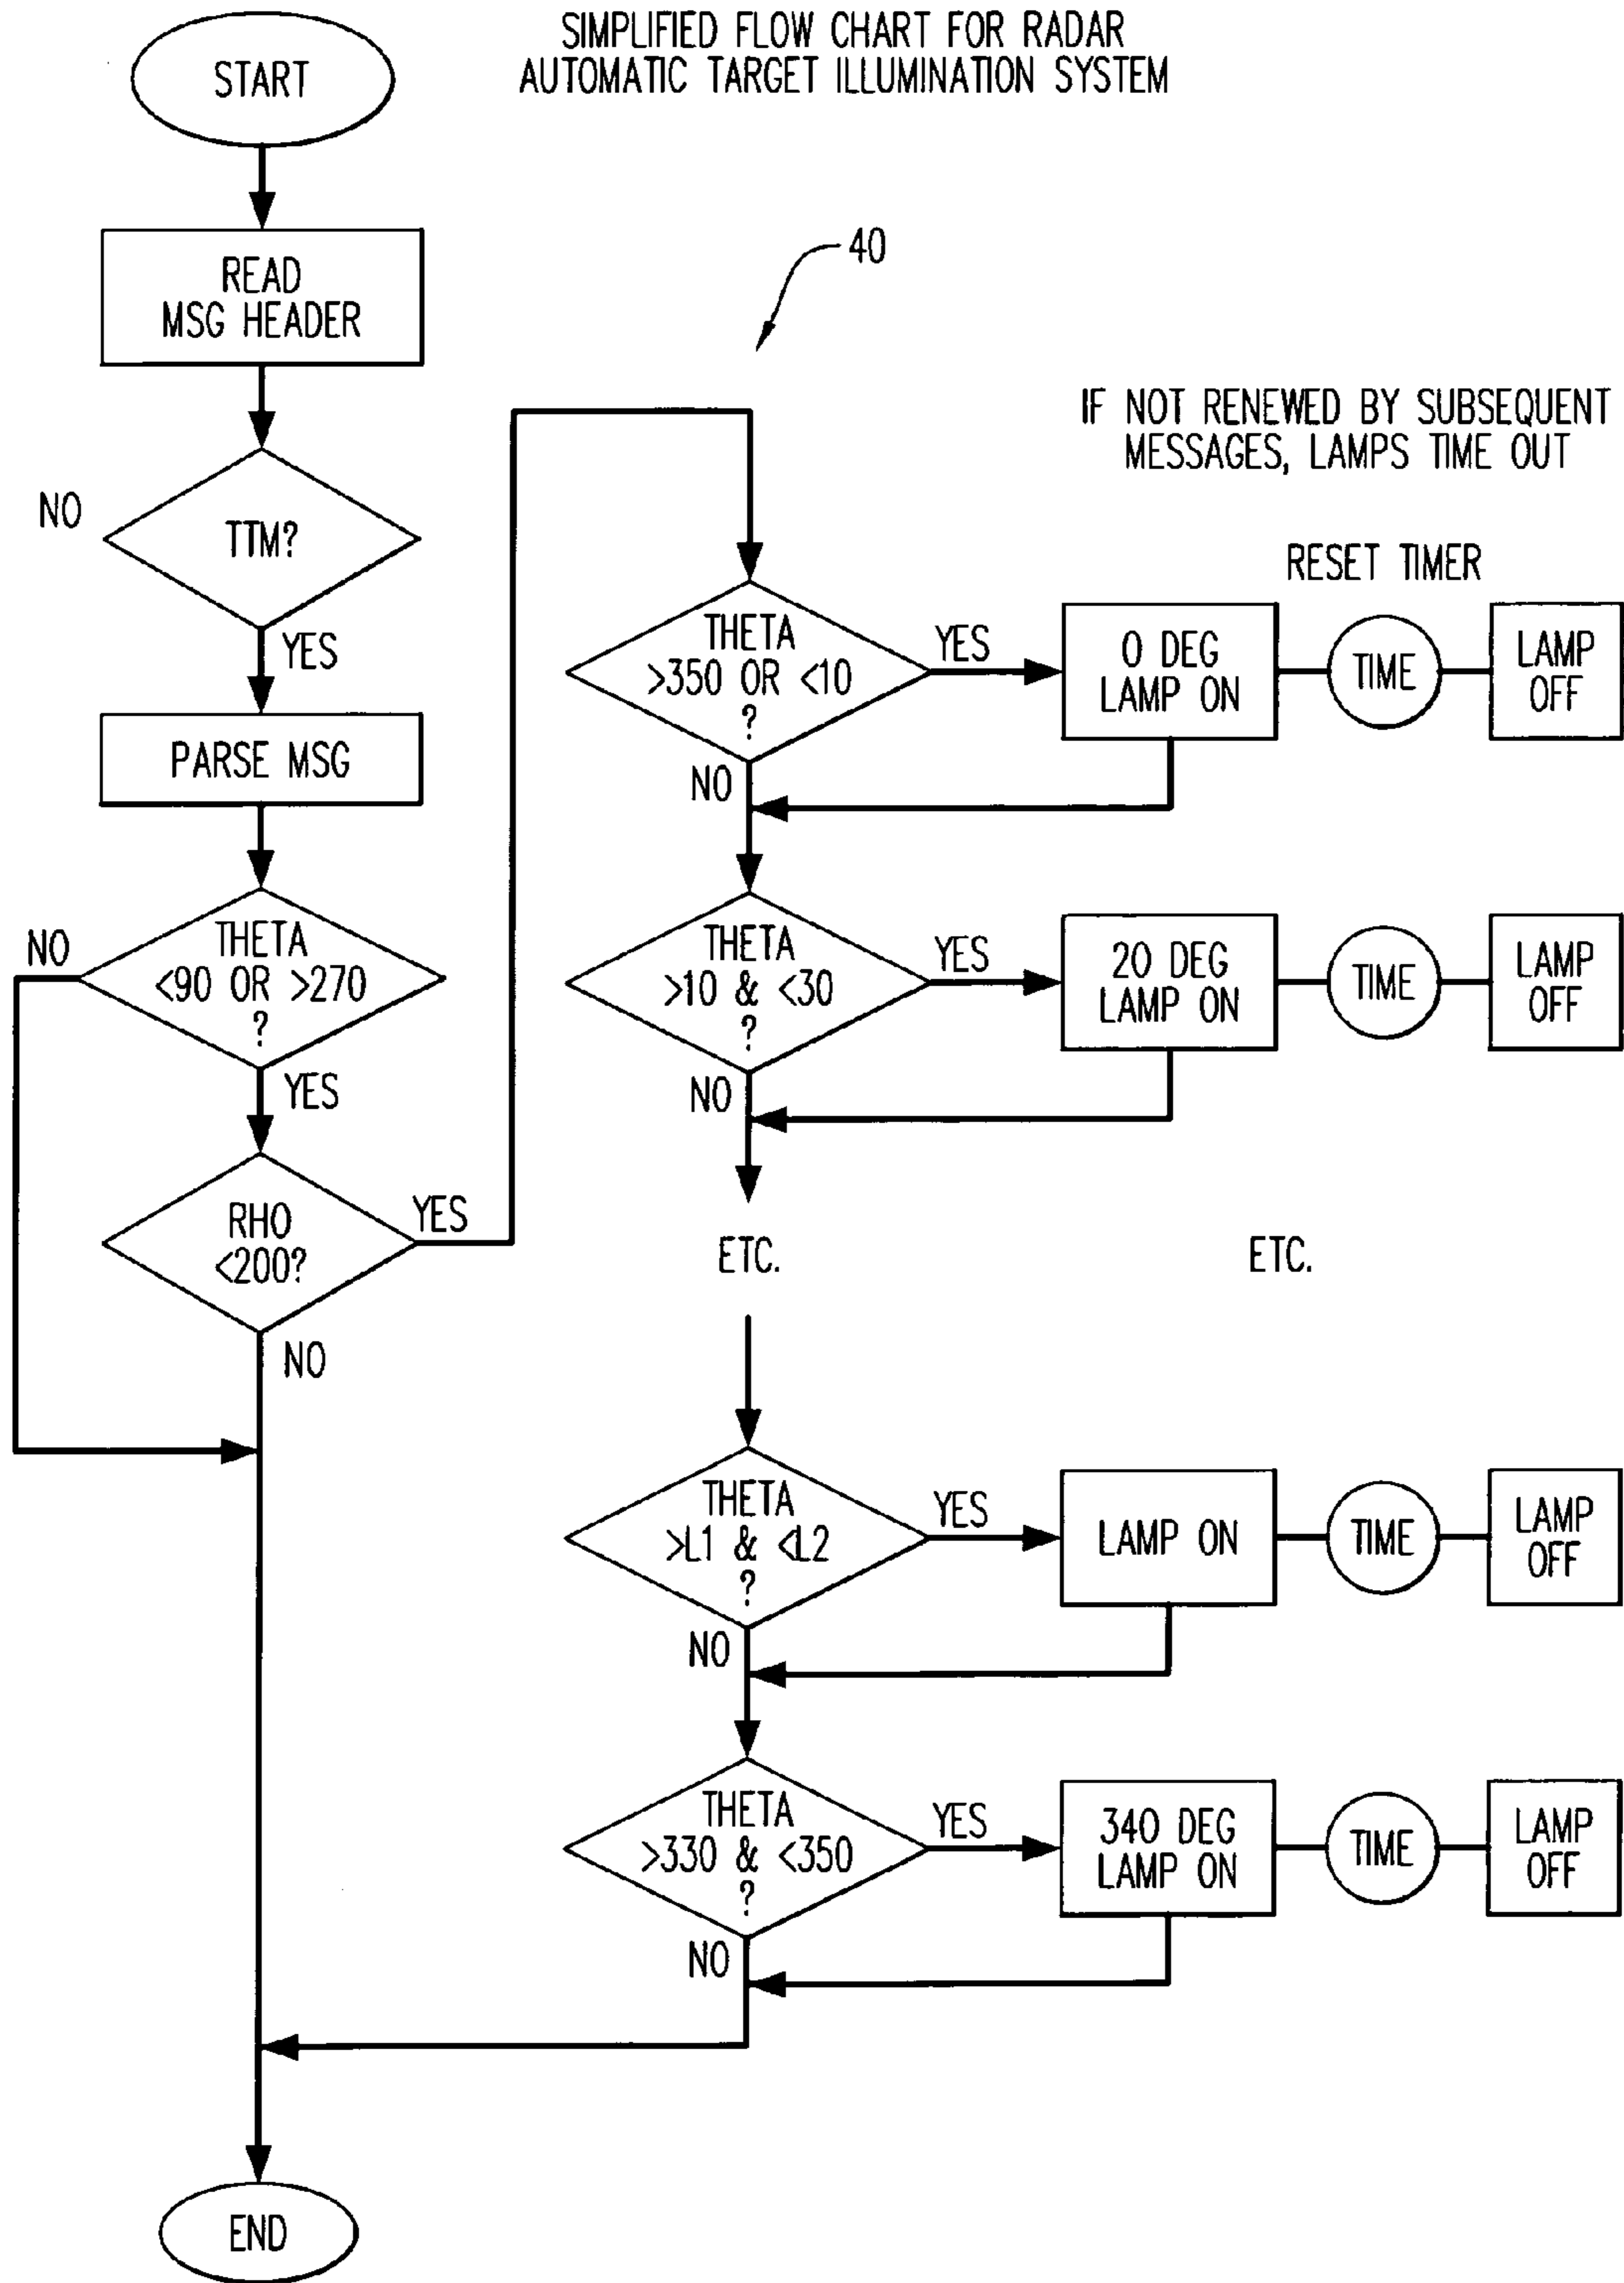 SIMPLIFIED FLOW CHART FOR RADAR
AUTOMATIC TARGET ILLUMINATION SYSTEM
START
READ
MSG HEADER
NO
TTM?
YES
PARSE MSG
NO
THETA
<90 OR >270
?
YES
RHO
<200?
YES
NO
40
IF NOT RENEWED BY SUBSEQUENT
MESSAGES, LAMPS TIME OUT
RESET TIMER
THETA
>350 OR <10
?
YES
0 DEG
LAMP ON
TIME
LAMP
OFF
NO
THETA
>10 & <30
?
YES
20 DEG
LAMP ON
TIME
LAMP
OFF
NO
ETC.
ETC.
THETA
>L1 & <L2
?
YES
LAMP ON
TIME
LAMP
OFF
NO
THETA
>330 & <350
?
YES
340 DEG
LAMP ON
TIME
LAMP
OFF
NO
END